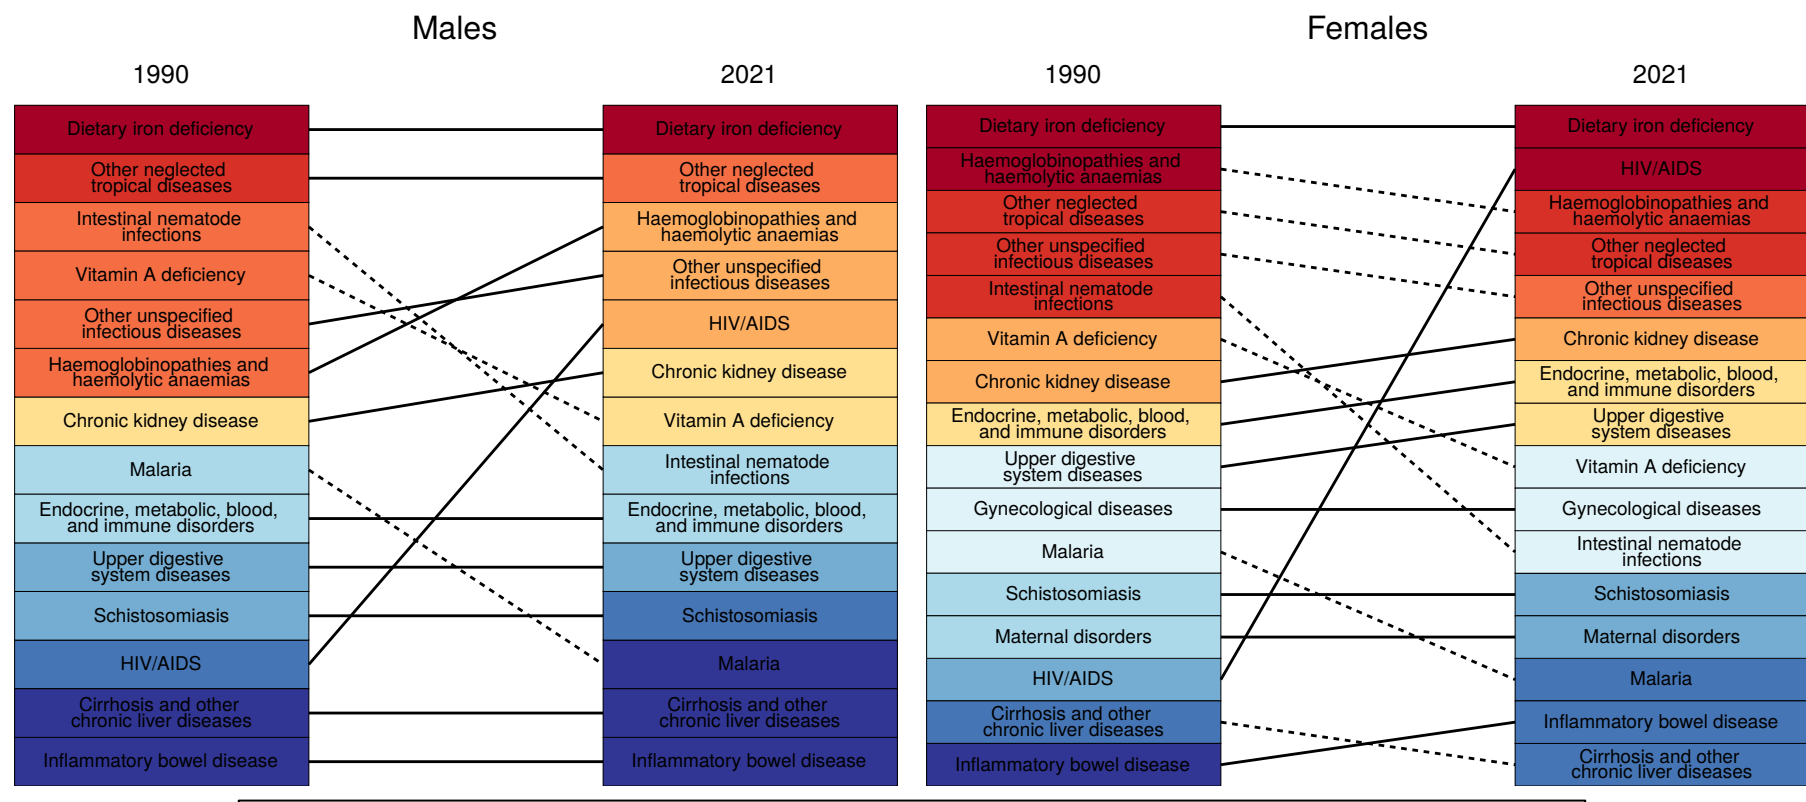 Males
1990
2021
Dietary iron deficiency
Other neglected
tropical diseases
Intestinal nematode
infections
Vitamin A deficiency
Other unspecified
infectious diseases
Haemoglobinopathies and
haemolytic anaemias
Chronic kidney disease
Malaria
Endocrine, metabolic, blood,
and immune disorders
Upper digestive
system diseases
Schistosomiasis
HIV/AIDS
Cirrhosis and other
chronic liver diseases
Inflammatory bowel disease
Dietary iron deficiency
Other neglected
tropical diseases
Haemoglobinopathies and
haemolytic anaemias
Other unspecified
infectious diseases
HIV/AIDS
Chronic kidney disease
Vitamin A deficiency
Intestinal nematode
infections
Endocrine, metabolic, blood,
and immune disorders
Upper digestive
system diseases
Schistosomiasis
Malaria
Cirrhosis and other
chronic liver diseases
Inflammatory bowel disease
Females
1990
2021
Dietary iron deficiency
Haemoglobinopathies and
haemolytic anaemias
Other neglected
tropical diseases
Other unspecified
infectious diseases
Intestinal nematode
infections
Vitamin A deficiency
Chronic kidney disease
Endocrine, metabolic, blood,
and immune disorders
Upper digestive
system diseases
Gynecological diseases
Malaria
Schistosomiasis
Maternal disorders
HIV/AIDS
Cirrhosis and other
chronic liver diseases
Inflammatory bowel disease
Dietary iron deficiency
HIV/AIDS
Haemoglobinopathies and
haemolytic anaemias
Other neglected
tropical diseases
Other unspecified
infectious diseases
Chronic kidney disease
Endocrine, metabolic, blood,
and immune disorders
Upper digestive
system diseases
Vitamin A deficiency
Gynecological diseases
Intestinal nematode
infections
Schistosomiasis
Maternal disorders
Malaria
Inflammatory bowel disease
Cirrhosis and other
chronic liver diseases